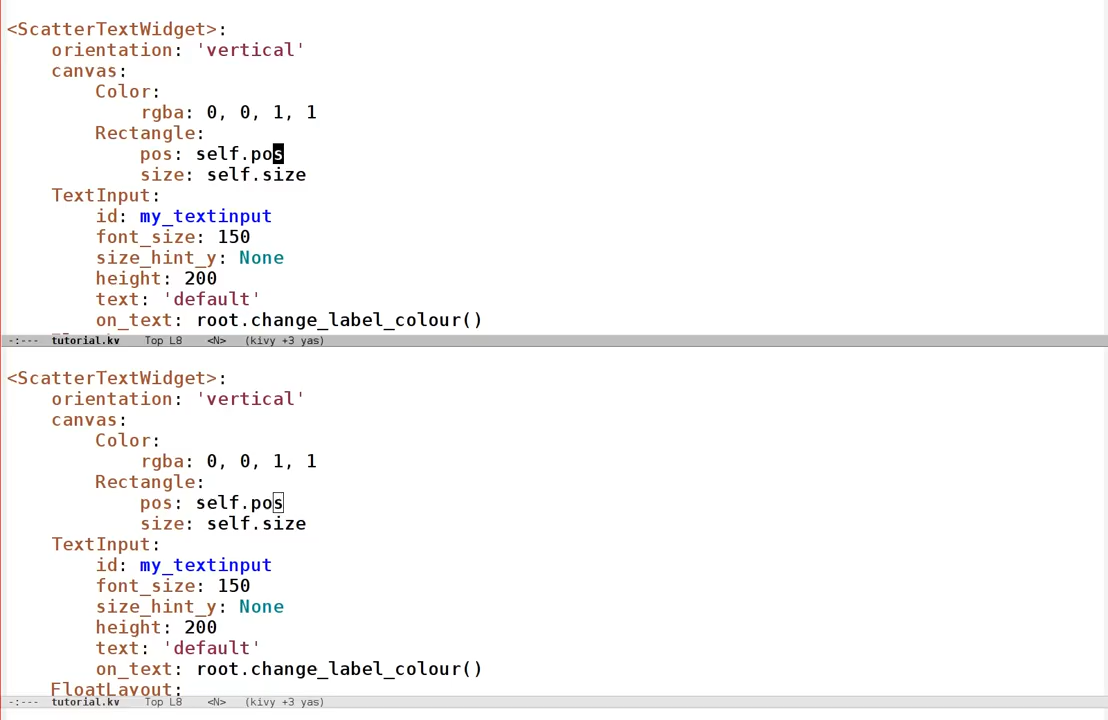 <ScatterTextWidget>:
    orientation: 'vertical'
    canvas:
        Color:
            rgba: 0, 0, 1, 1
        Rectangle:
            pos: self.pos
            size: self.size
    TextInput:
        id: my_textinput
        font_size: 150
        size_hint_y: None
        height: 200
        text: 'default'
        on_text: root.change_label_colour()
-:--- tutorial.kv Top L8 <N> (kivy +3 yas)
<ScatterTextWidget>:
    orientation: 'vertical'
    canvas:
        Color:
            rgba: 0, 0, 1, 1
        Rectangle:
            pos: self.pos
            size: self.size
    TextInput:
        id: my_textinput
        font_size: 150
        size_hint_y: None
        height: 200
        text: 'default'
        on_text: root.change_label_colour()
    FloatLayout:
-:--- tutorial.kv Top L8 <N> (kivy +3 yas)